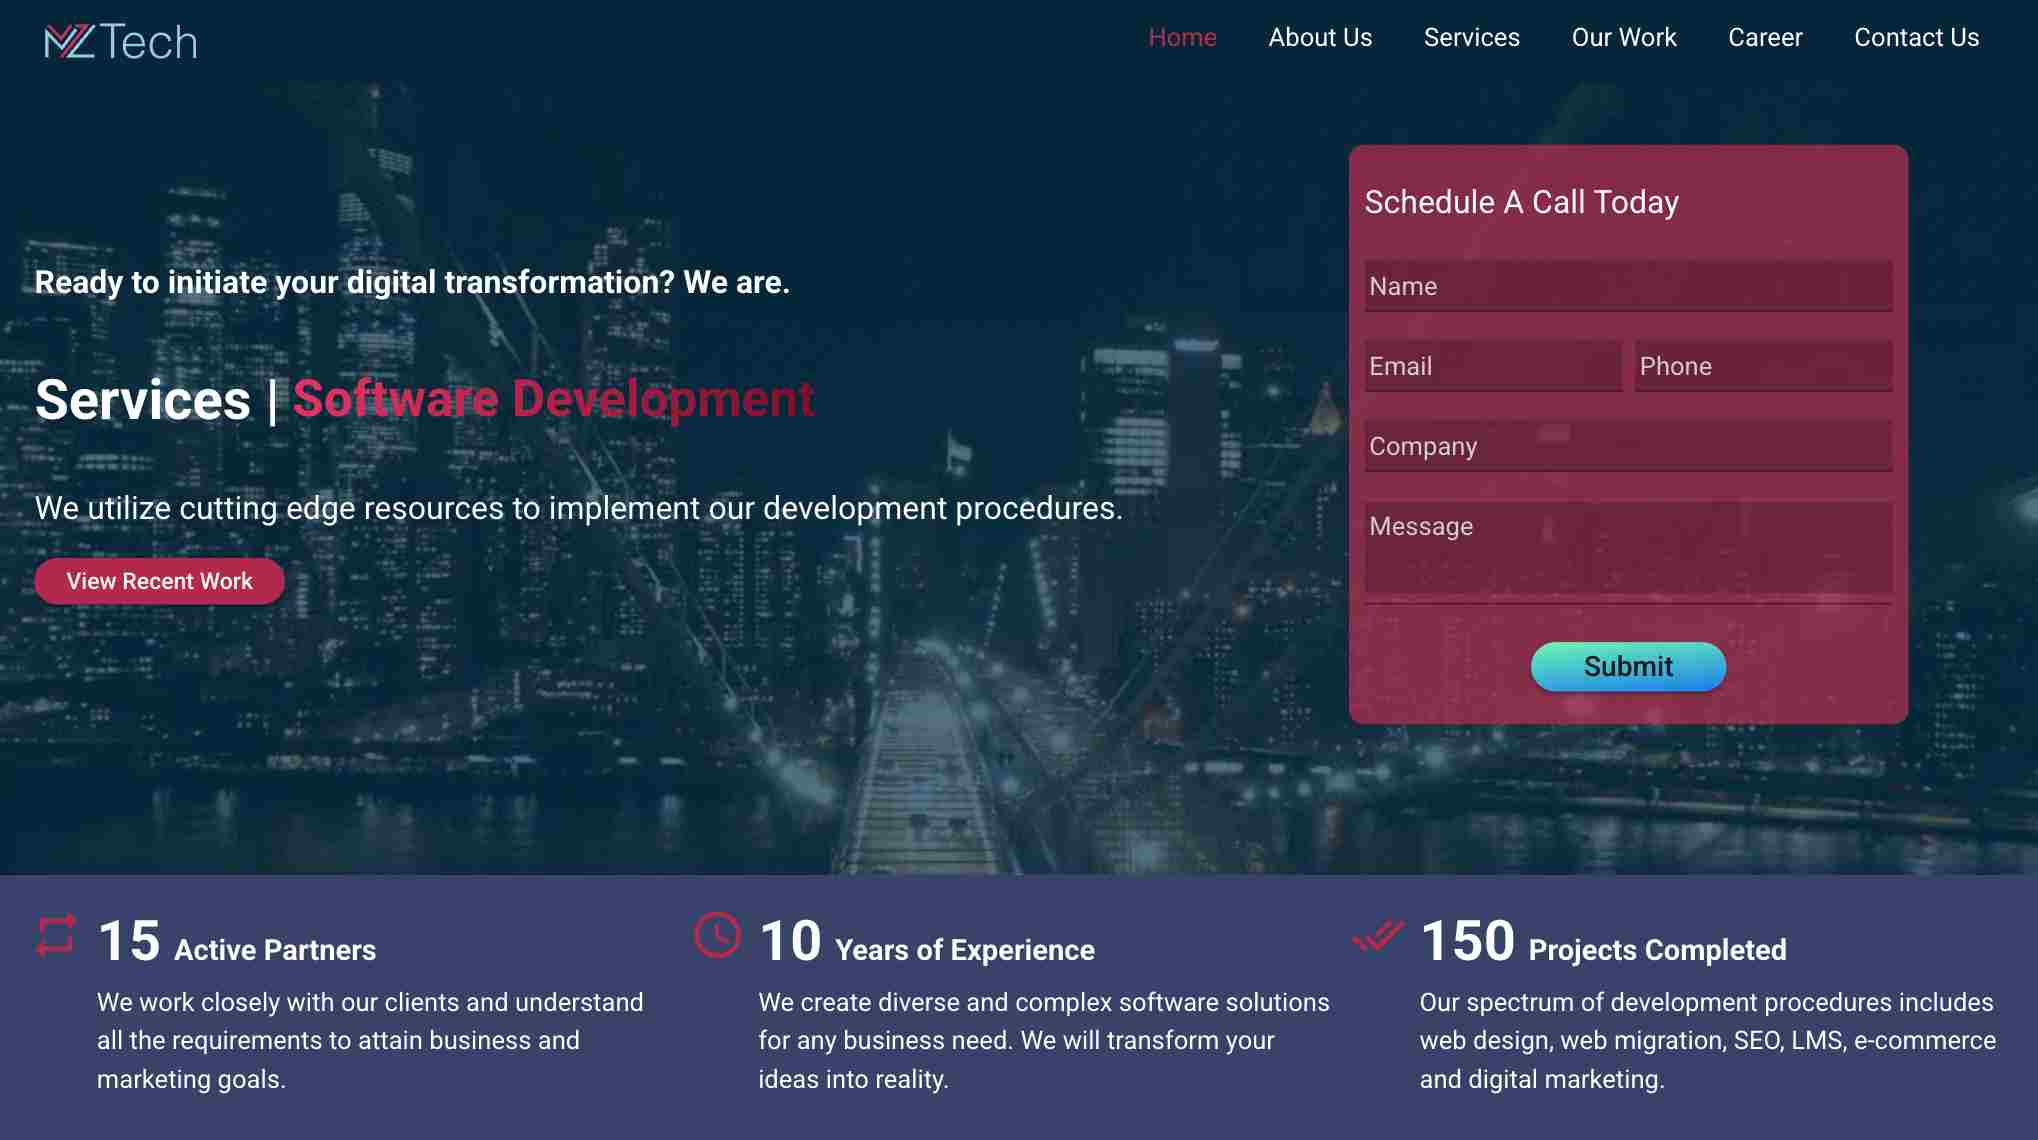 MZ Tech
Home About Us Services Our Work Career Contact Us
Ready to initiate your digital transformation? We are.
Services | Software Development
We utilize cutting edge resources to implement our development procedures.
View Recent Work
Schedule A Call Today
Name
Email Phone
Company
Message
Submit
15 Active Partners
We work closely with our clients and understand
all the requirements to attain business and
marketing goals.
10 Years of Experience
We create diverse and complex software solutions
for any business need. We will transform your
ideas into reality.
150 Projects Completed
Our spectrum of development procedures includes
web design, web migration, SEO, LMS, e-commerce
and digital marketing.